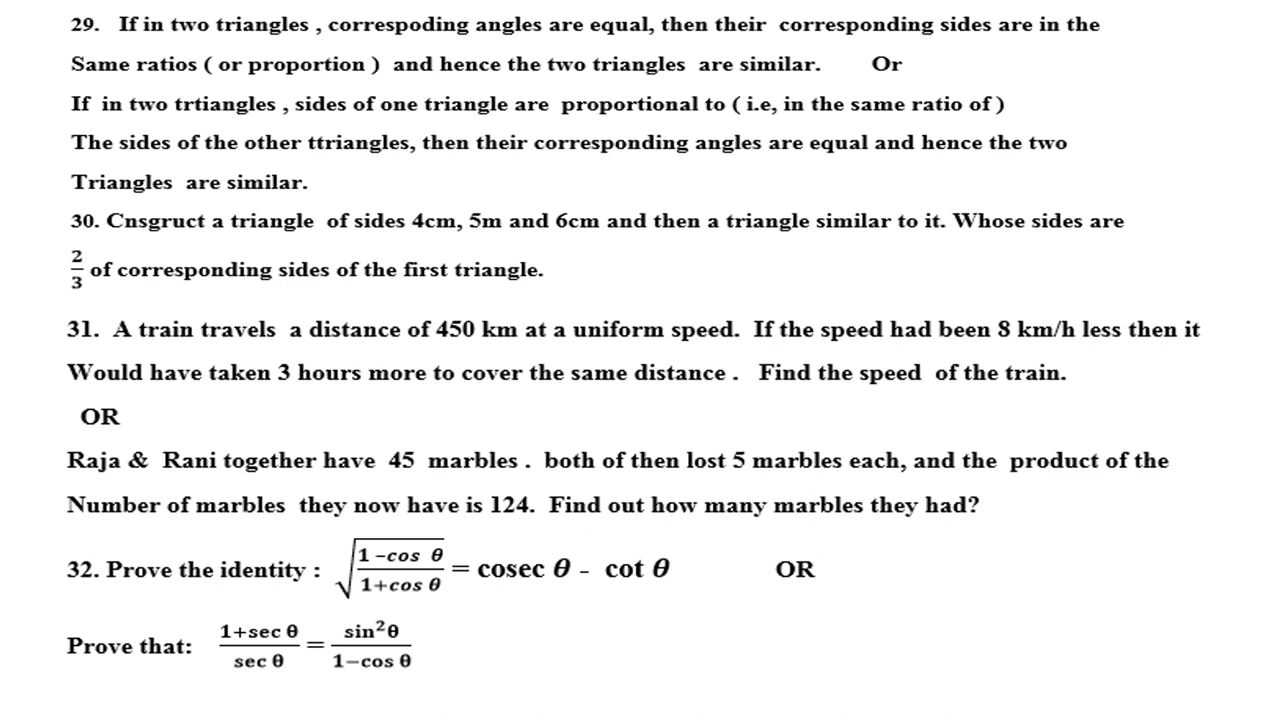 29. If in two triangles , correspoding angles are equal, then their corresponding sides are in the
Same ratios ( or proportion ) and hence the two triangles are similar. Or
If in two trtiangles , sides of one triangle are proportional to ( i.e, in the same ratio of )
The sides of the other ttriangles, then their corresponding angles are equal and hence the two
Triangles are similar.
30. Cnsgruct a triangle of sides 4cm, 5m and 6cm and then a triangle similar to it. Whose sides are
2/3 of corresponding sides of the first triangle.
31. A train travels a distance of 450 km at a uniform speed. If the speed had been 8 km/h less then it
Would have taken 3 hours more to cover the same distance . Find the speed of the train.
OR
Raja & Rani together have 45 marbles . both of then lost 5 marbles each, and the product of the
Number of marbles they now have is 124. Find out how many marbles they had?
32. Prove the identity : √((1 -cos θ)/(1+cos θ)) = cosec θ - cot θ OR
Prove that: (1+sec θ)/(sec θ) = (sin²θ)/(1-cos θ)